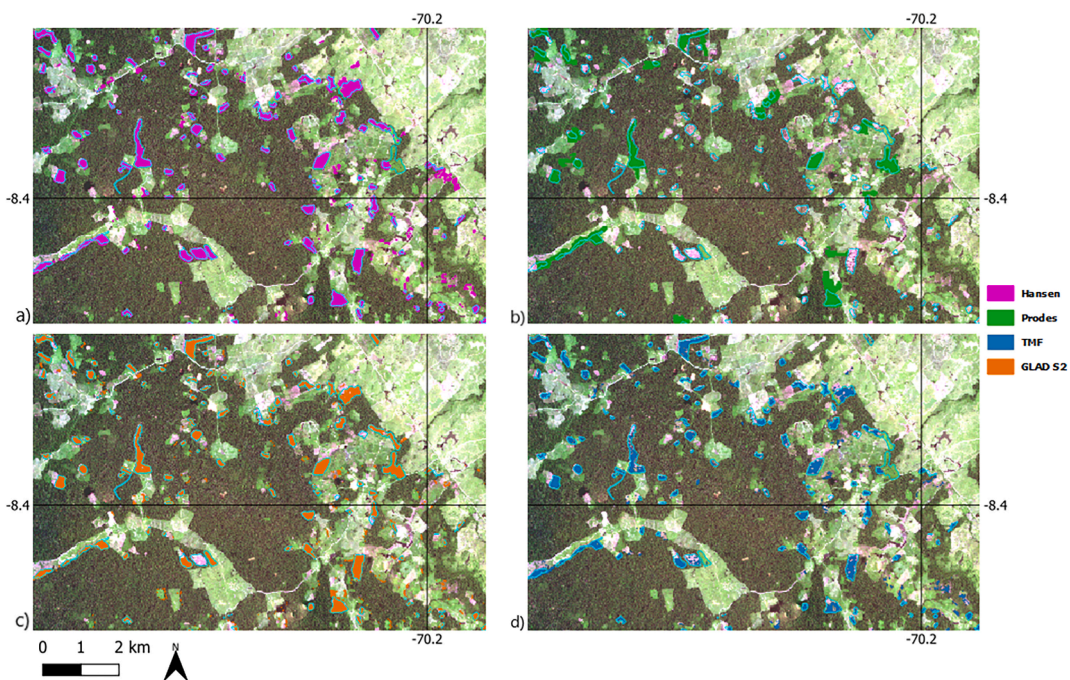 -70.2
-70.2
-8.4
-8.4
a)
b)
Hansen
Prodes
TMF
GLAD S2
-8.4
-8.4
c)
d)
-70.2
-70.2
0 1 2 km
N